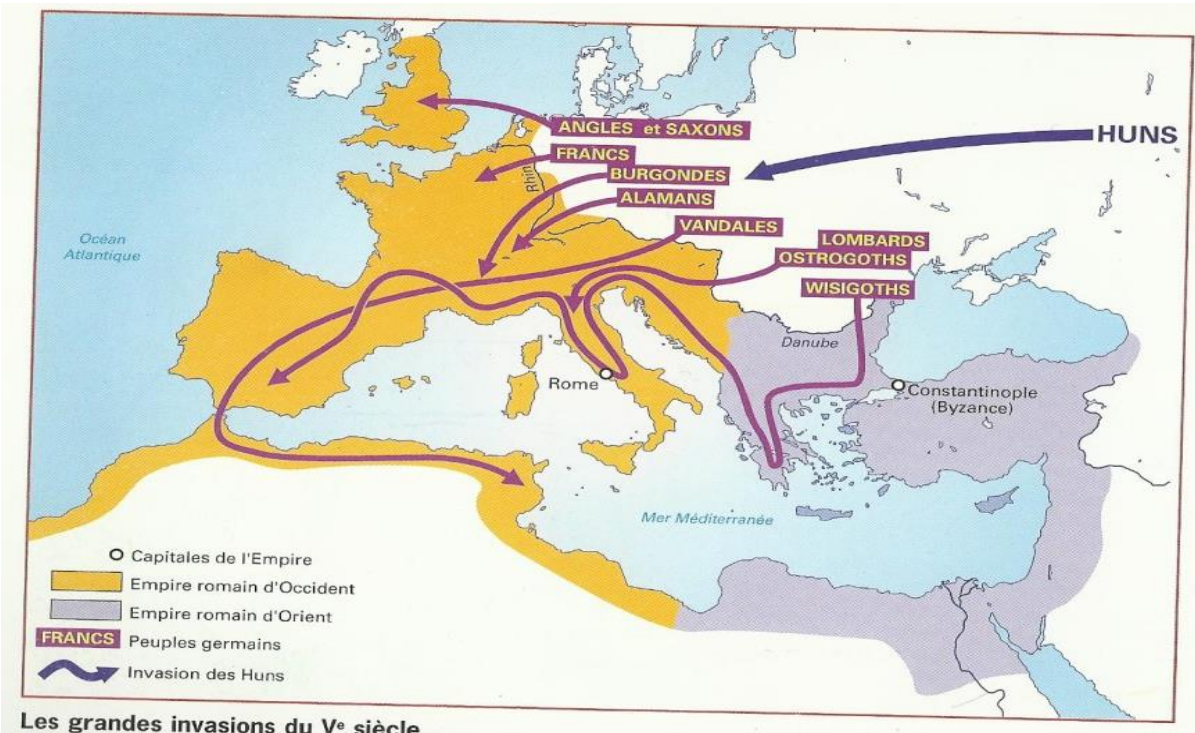 ANGLES et SAXONS
HUNS
FRANCS
Rhin
BURGONDES
ALAMANS
VANDALES
Océan
Atlantique
LOMBARDS
OSTROGOTHS
WISIGOTHS
Danube
Rome
Constantinople
(Byzance)
Mer Méditerranée
Capitales de l'Empire
Empire romain d'Occident
Empire romain d'Orient
FRANCS Peuples germains
Invasion des Huns
Les grandes invasions du Vᵉ siècle